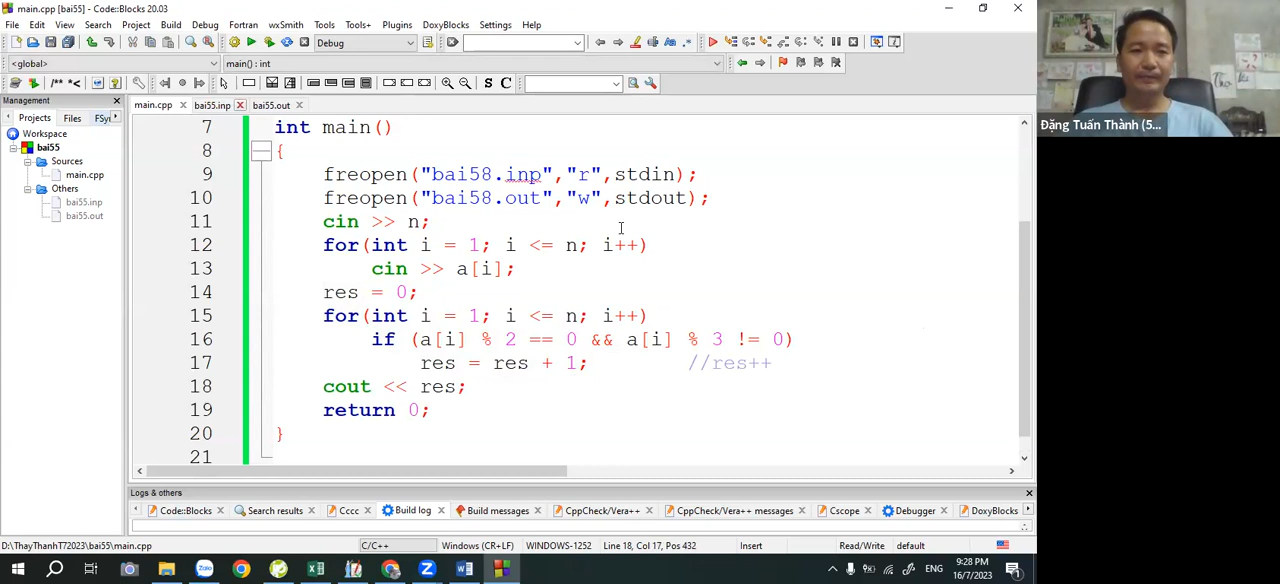 main.cpp [bai55] - Code::Blocks 20.03
File Edit View Search Project Build Debug Fortran wxSmith Tools Tools+ Plugins DoxyBlocks Settings Help
Debug
<global> main() : int
/** *< S C
Management
Projects Files FSy
Workspace
bai55
Sources
main.cpp
Others
bai55.inp
bai55.out
main.cpp bai55.inp bai55.out
7 int main()
8 {
9 freopen("bai58.inp","r",stdin);
10 freopen("bai58.out","w",stdout);
11 cin >> n;
12 for(int i = 1; i <= n; i++)
13 cin >> a[i];
14 res = 0;
15 for(int i = 1; i <= n; i++)
16 if (a[i] % 2 == 0 && a[i] % 3 != 0)
17 res = res + 1; //res++
18 cout << res;
19 return 0;
20 }
21
Logs & others
Code::Blocks Search results Cccc Build log Build messages CppCheck/Vera++ CppCheck/Vera++ messages Cscope Debugger DoxyBlocks
D:\ThayThanhT72023\bai55\main.cpp C/C++ Windows (CR+LF) WINDOWS-1252 Line 18, Col 17, Pos 432 Insert Read/Write default
ENG 9:28 PM
16/7/2023
Đặng Tuấn Thành (5...